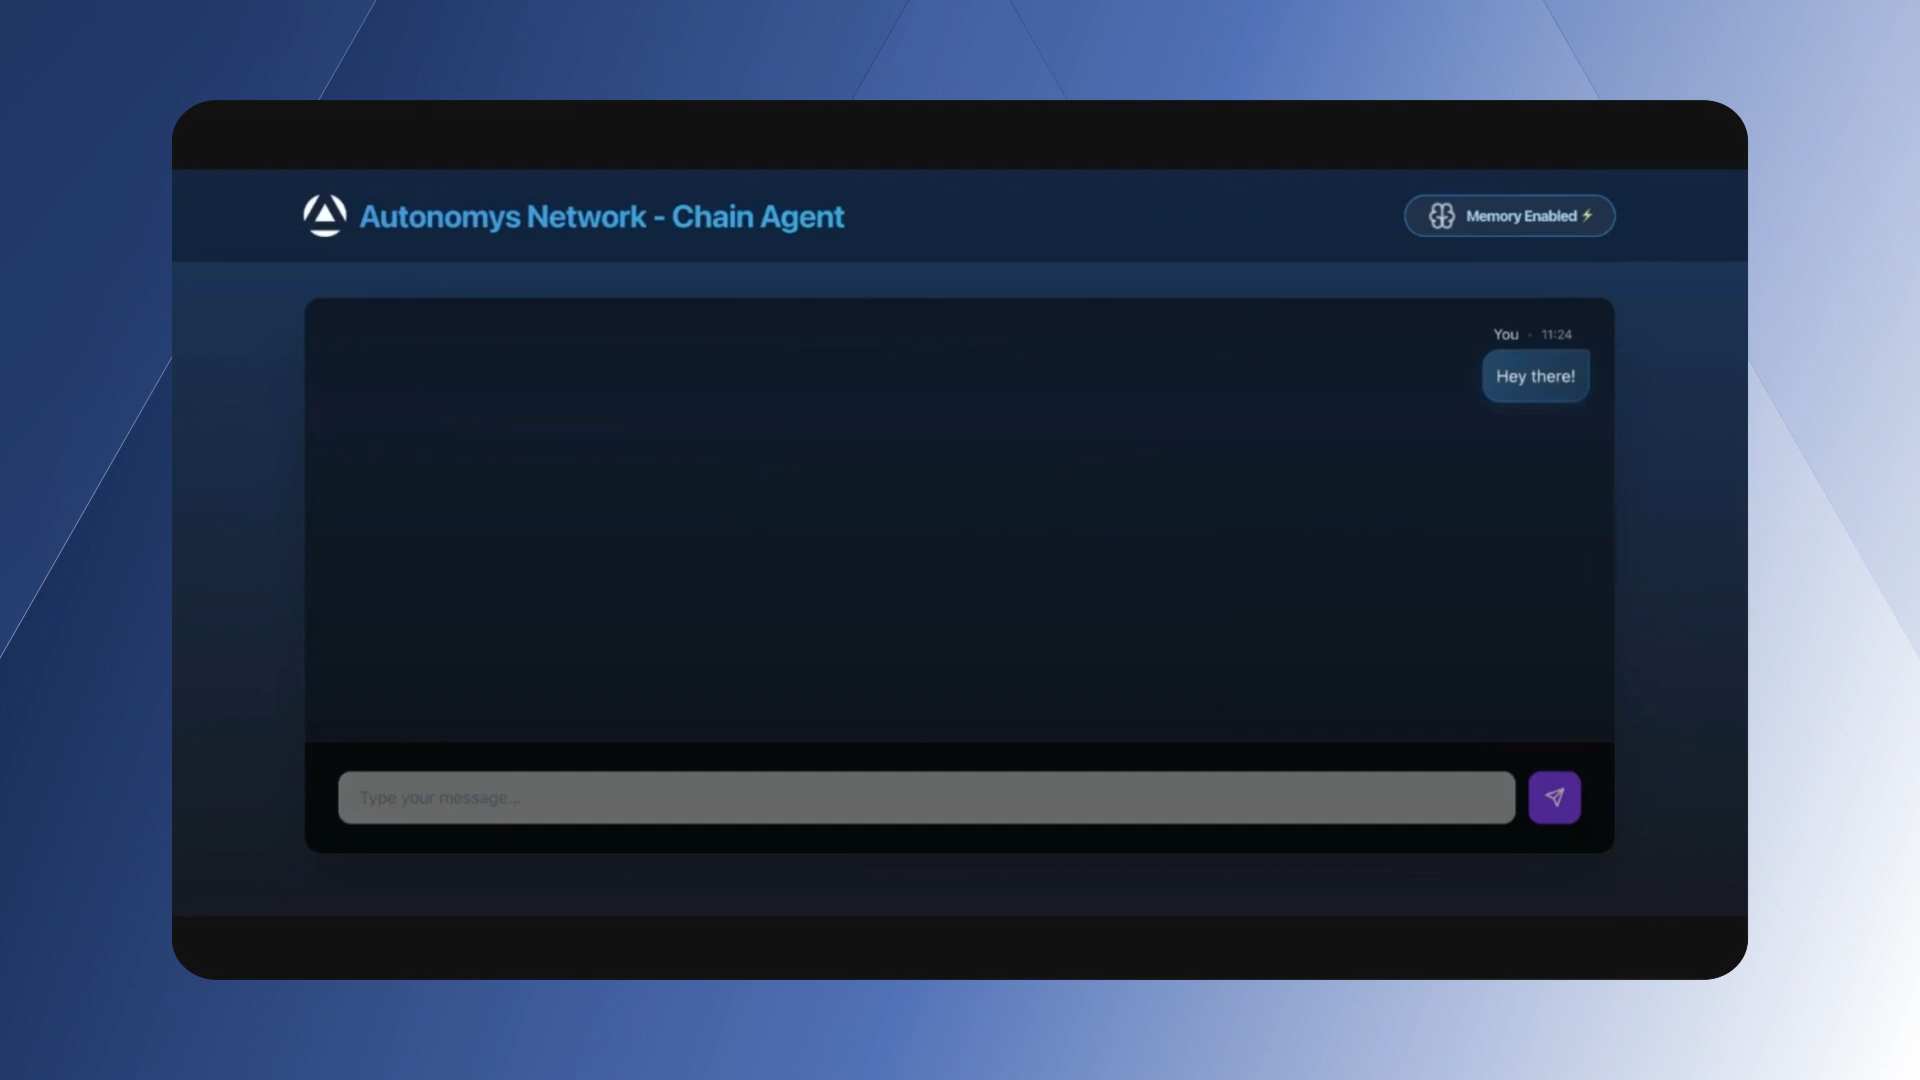 Autonomys Network - Chain Agent
Memory Enabled⚡
You · 11:24
Hey there!
Type your message...